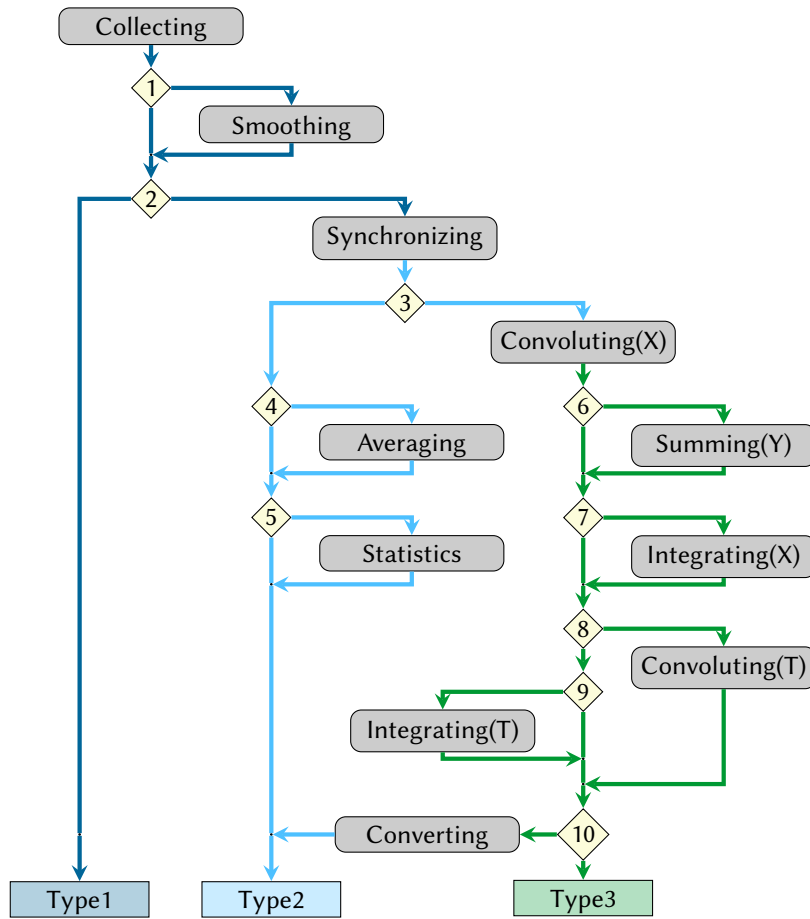 Collecting
1
Smoothing
2
Synchronizing
3
Convoluting(X)
4
6
Averaging
Summing(Y)
5
7
Statistics
Integrating(X)
8
Convoluting(T)
9
Integrating(T)
Converting
10
Type1
Type2
Type3